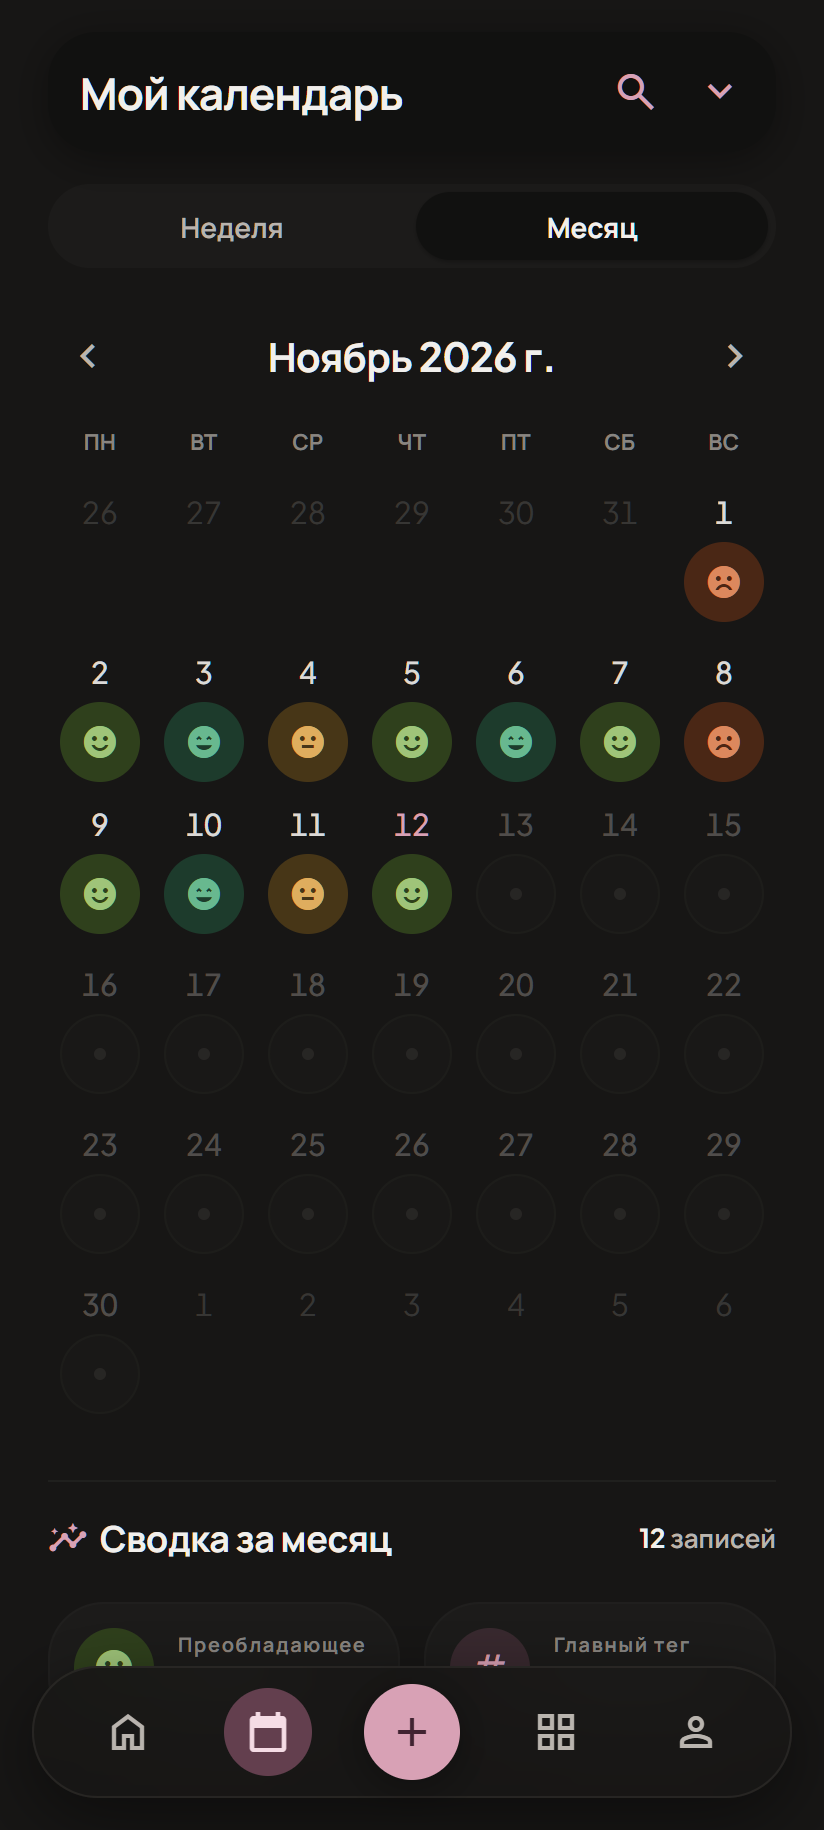 Мой календарь
Неделя Месяц
Ноябрь 2026 г.
ПН ВТ СР ЧТ ПТ СБ ВС
26 27 28 29 30 31 1
2 3 4 5 6 7 8
9 10 11 12 13 14 15
16 17 18 19 20 21 22
23 24 25 26 27 28 29
30 1 2 3 4 5 6
Сводка за месяц 12 записей
Преобладающее Главный тег
#